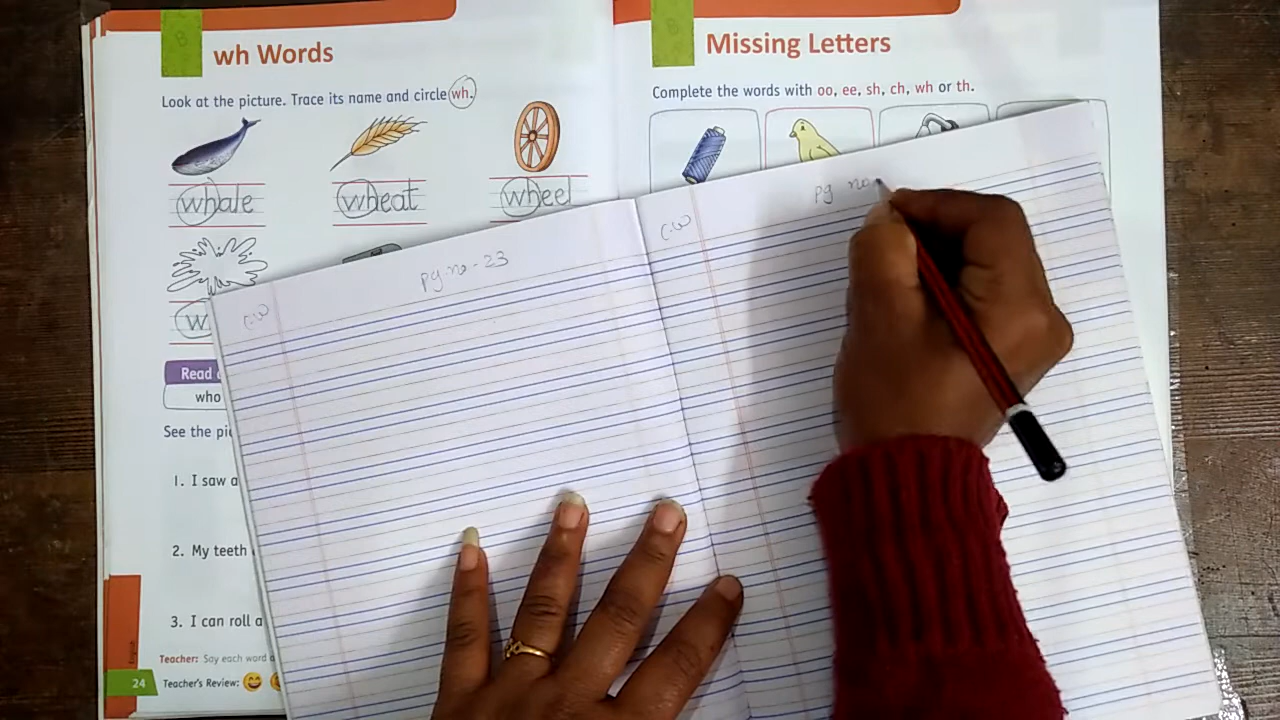 wh Words
Look at the picture. Trace its name and circle wh.
whale
wheat
wheel
w
Read
who
See the pi
1. I saw a
2. My teeth
3. I can roll a
Teacher: Say each word a
24
Teacher's Review:
English
Missing Letters
Complete the words with oo, ee, sh, ch, wh or th.
C.W
pg no - 23
C.W
pg no